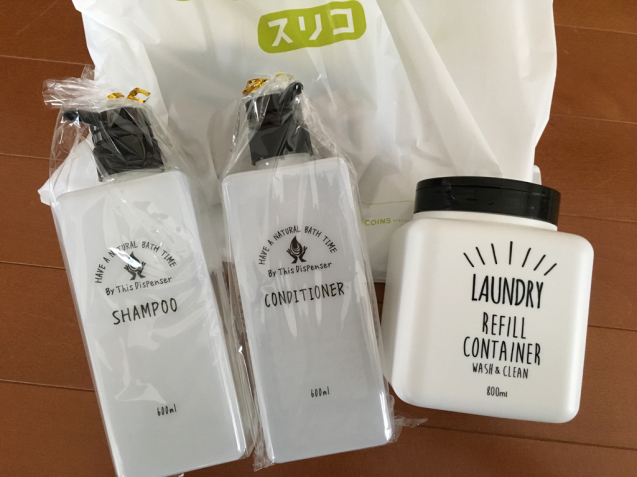 スリコ
COINS
HAVE A NATURAL BATH TIME
By This Dispenser
SHAMPOO
600ml
HAVE A NATURAL BATH TIME
By This Dispenser
CONDITIONER
600ml
LAUNDRY
REFILL
CONTAINER
WASH & CLEAN
800ml